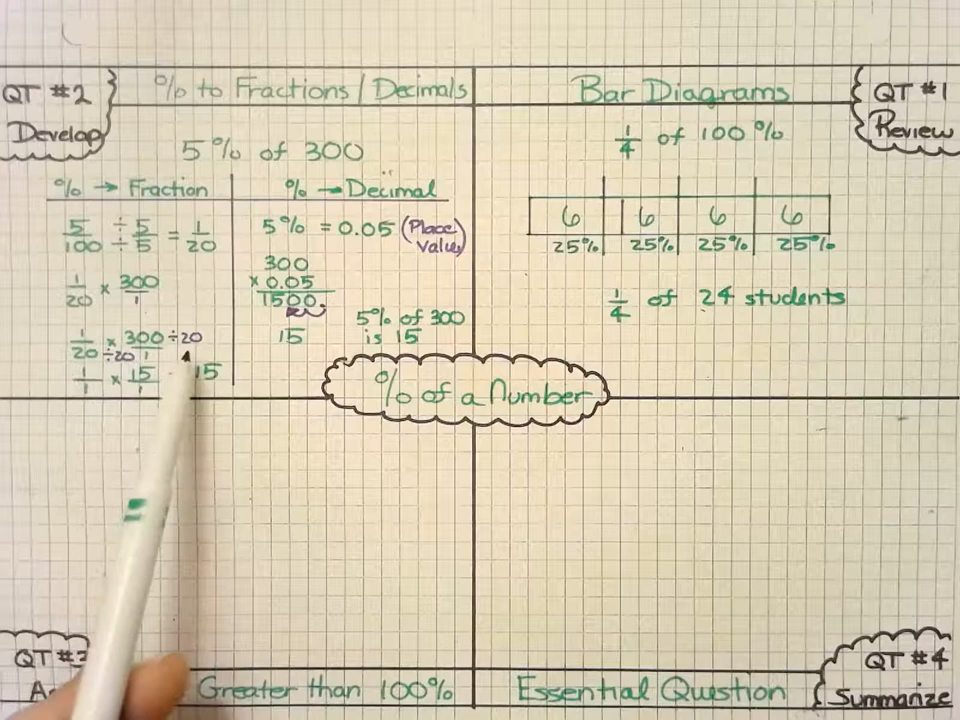 QT #2
Develop
% to Fractions/Decimals
5% of 300
% → Fraction
5/100 ÷ 5/5 = 1/20
1/20 × 300/1
1/20 ÷20 × 300/1 ÷20
1/1 × 15/1 15
% → Decimal
5% = 0.05 (Place Value)
300
× 0.05
1500.
15
5% of 300
is 15
Bar Diagrams
QT #1
Review
1/4 of 100%
6 6 6 6
25% 25% 25% 25%
1/4 of 24 students
% of a Number
QT #3
Greater than 100%
Essential Question
QT #4
Summarize